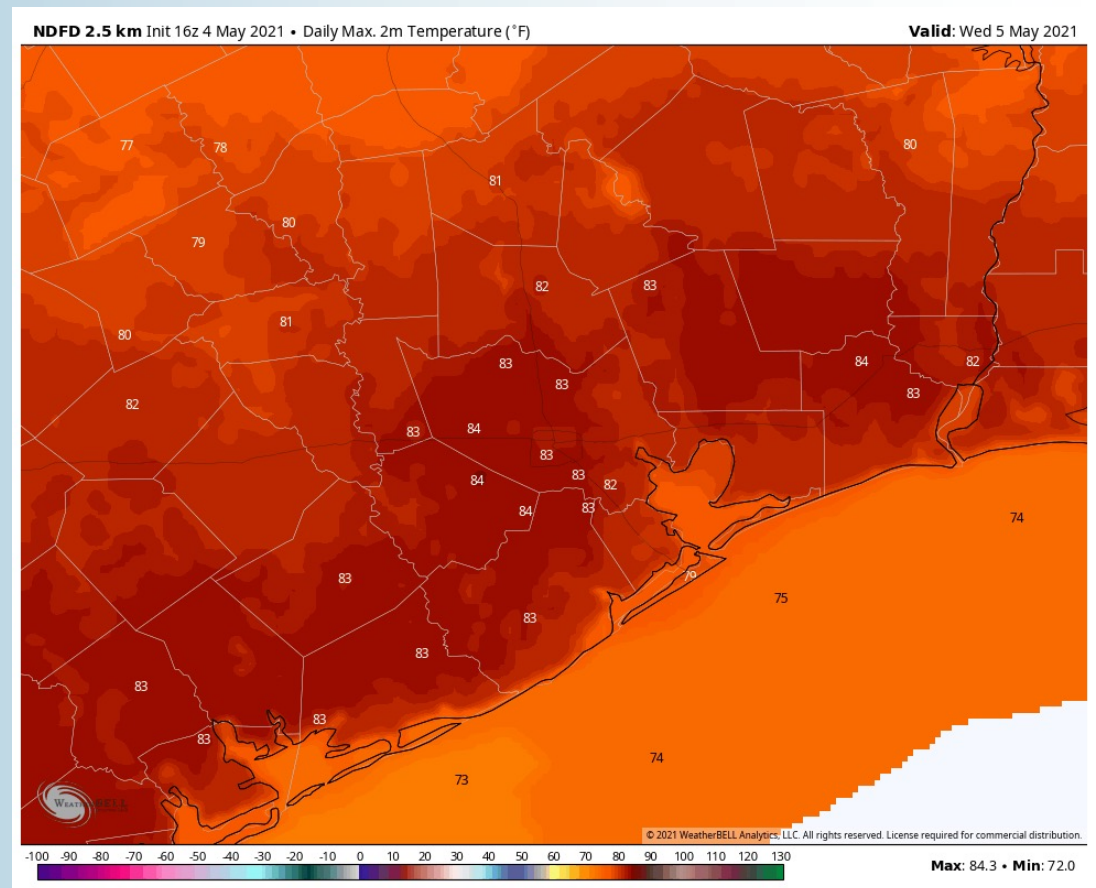 NDFD 2.5 km Init 16z 4 May 2021 • Daily Max. 2m Temperature (°F) Valid: Wed 5 May 2021
77 78 80
81
80
79
82 83
81
80
83 84 82
83 83
82
83 84
83
84 83 82
84 83 74
83 79
75
83
83
83
83
83 74
73
WEATHERBELL
© 2021 WeatherBELL Analytics, LLC. All rights reserved. License required for commercial distribution.
-100 -90 -80 -70 -60 -50 -40 -30 -20 -10 0 10 20 30 40 50 60 70 80 90 100 110 120 130 Max: 84.3 • Min: 72.0